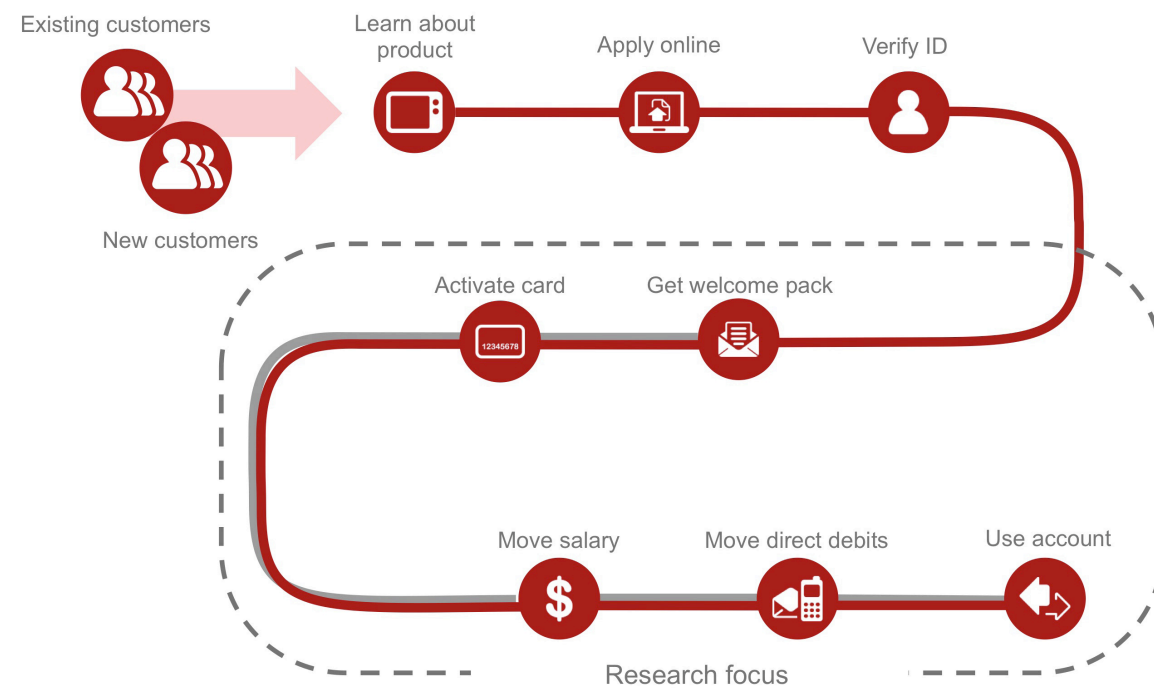 Existing customers
Learn about
product
Apply online
Verify ID
New customers
Activate card
Get welcome pack
12345678
Move salary
Move direct debits
Use account
$
Research focus